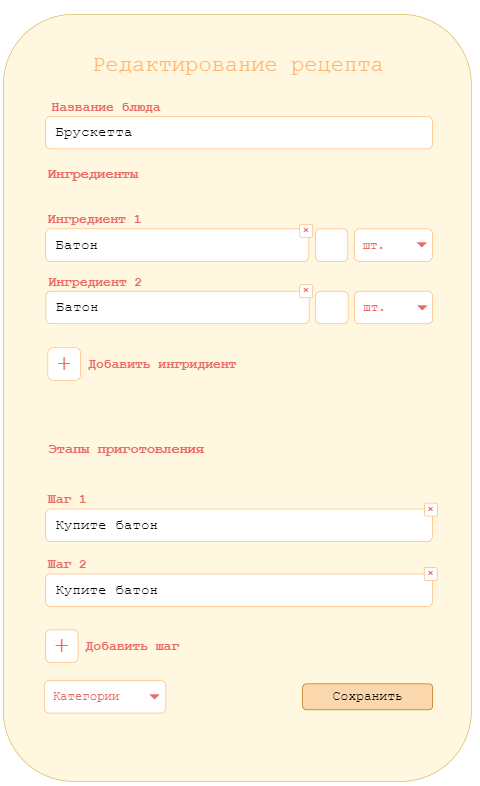 Редактирование рецепта
Название блюда
Брускетта
Ингредиенты
Ингредиент 1
Батон
×
шт.
Ингредиент 2
Батон
×
шт.
+ Добавить ингридиент
Этапы приготовления
Шаг 1
Купите батон
×
Шаг 2
Купите батон
×
+ Добавить шаг
Категории
Сохранить